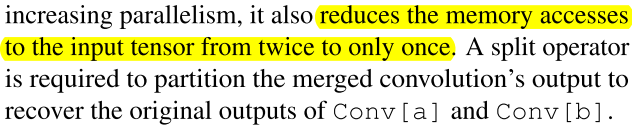 increasing parallelism, it also reduces the memory accesses
to the input tensor from twice to only once. A split operator
is required to partition the merged convolution's output to
recover the original outputs of Conv[a] and Conv[b].